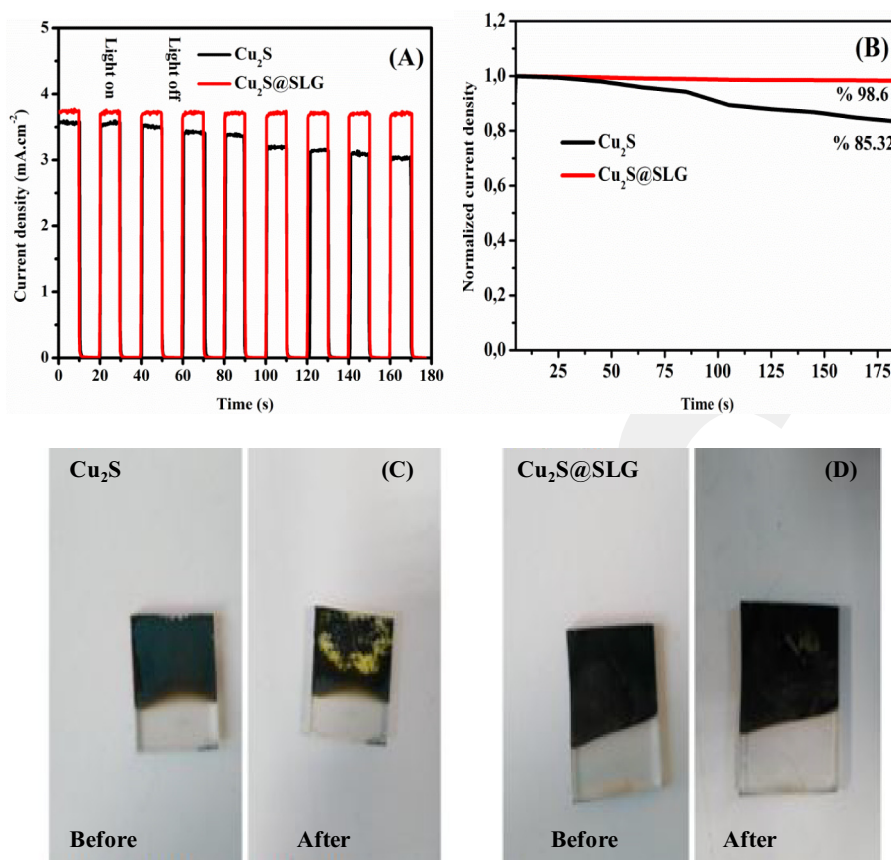 (A)
Light on
Light off
Cu₂S
Cu₂S@SLG
5
4
3
2
1
0
Current density (mA.cm⁻²)
0 20 40 60 80 100 120 140 160 180
Time (s)
(B)
1,2
1,0
0,8
0,6
0,4
0,2
0,0
Normalized current density
% 98.6
% 85.32
Cu₂S
Cu₂S@SLG
25 50 75 100 125 150 175
Time (s)
Cu₂S (C)
Before After
Cu₂S@SLG (D)
Before After